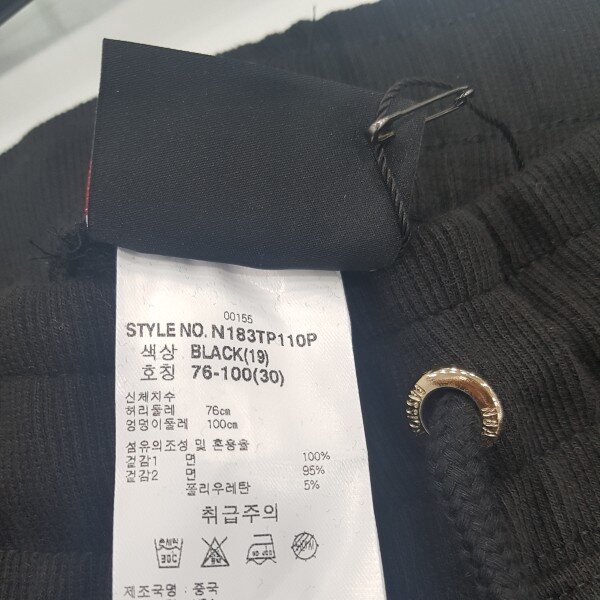 00155
STYLE NO. N183TP110P
색상 BLACK(19)
호칭 76-100(30)
신체치수
허리둘레 76cm
엉덩이둘레 100cm
섬유의조성 및 혼용율
겉감1 면 100%
겉감2 면 95%
폴리우레탄 5%
취급주의
제조국명 : 중국